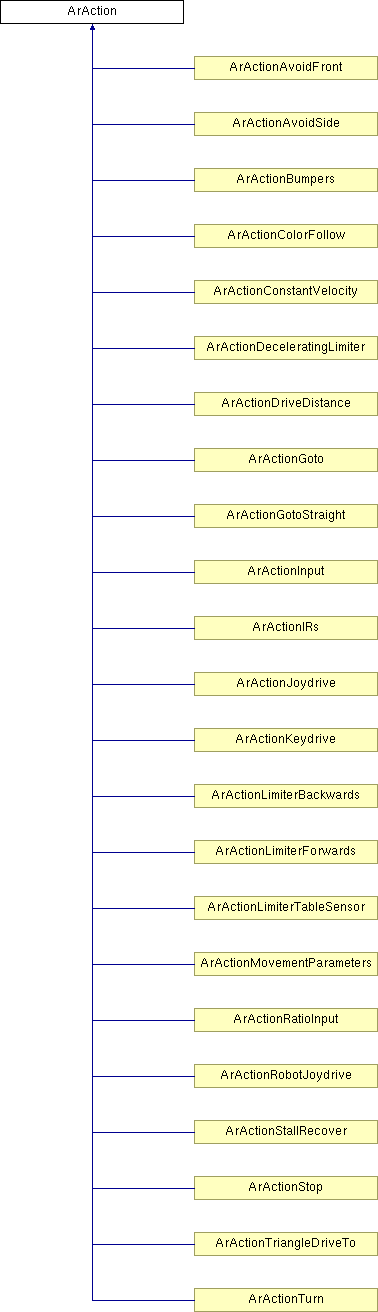 ArAction
ArActionAvoidFront
ArActionAvoidSide
ArActionBumpers
ArActionColorFollow
ArActionConstantVelocity
ArActionDeceleratingLimiter
ArActionDriveDistance
ArActionGoto
ArActionGotoStraight
ArActionInput
ArActionIRs
ArActionJoydrive
ArActionKeydrive
ArActionLimiterBackwards
ArActionLimiterForwards
ArActionLimiterTableSensor
ArActionMovementParameters
ArActionRatioInput
ArActionRobotJoydrive
ArActionStallRecover
ArActionStop
ArActionTriangleDriveTo
ArActionTurn